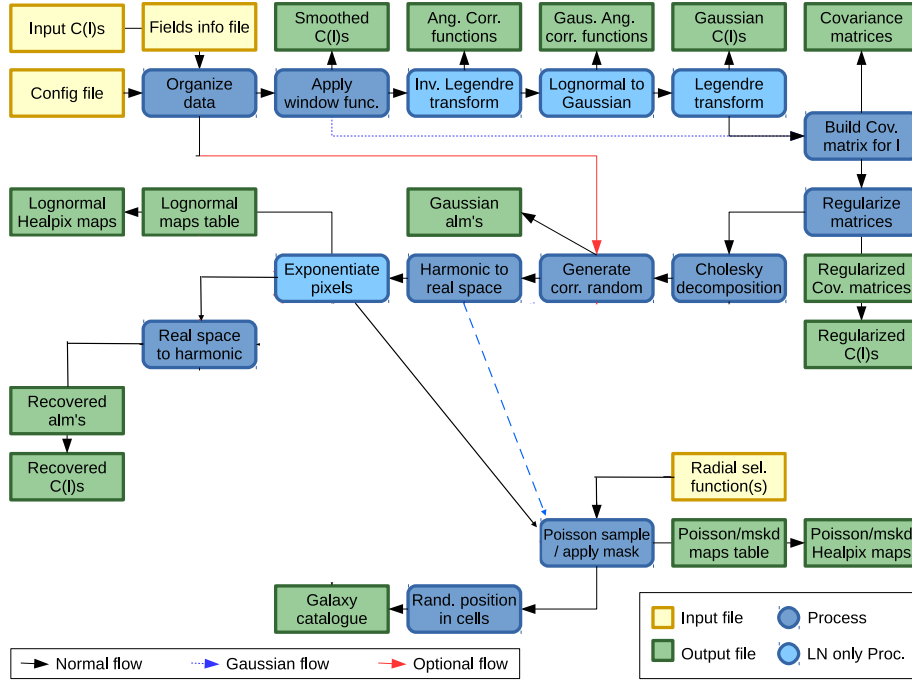 Input C(l)s
Fields info file
Smoothed
C(l)s
Ang. Corr.
functions
Gaus. Ang.
corr. functions
Gaussian
C(l)s
Covariance
matrices
Config file
Organize
data
Apply
window func.
Inv. Legendre
transform
Lognormal to
Gaussian
Legendre
transform
Build Cov.
matrix for l
Lognormal
Healpix maps
Lognormal
maps table
Gaussian
alm's
Regularize
matrices
Exponentiate
pixels
Harmonic to
real space
Generate
corr. random
Cholesky
decomposition
Regularized
Cov. matrices
Real space
to harmonic
Regularized
C(l)s
Recovered
alm's
Recovered
C(l)s
Radial sel.
function(s)
Poisson sample
/ apply mask
Poisson/mskd
maps table
Poisson/mskd
Healpix maps
Galaxy
catalogue
Rand. position
in cells
Input file
Process
Output file
LN only Proc.
Normal flow
Gaussian flow
Optional flow